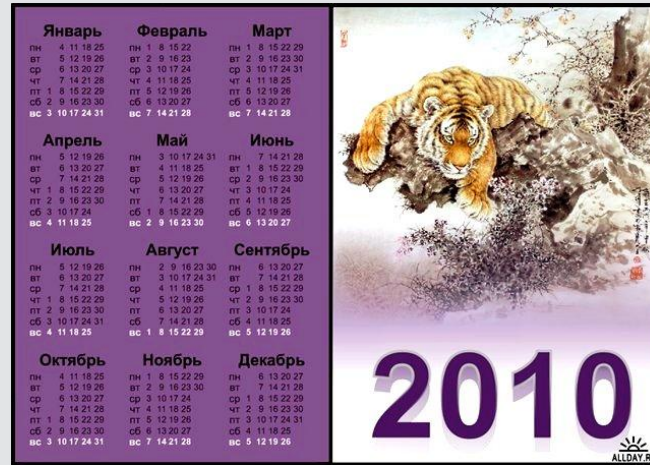 Январь
пн 4 11 18 25
вт 5 12 19 26
ср 6 13 20 27
чт 7 14 21 28
пт 1 8 15 22 29
сб 2 9 16 23 30
вс 3 10 17 24 31
Февраль
пн 1 8 15 22
вт 2 9 16 23
ср 3 10 17 24
чт 4 11 18 25
пт 5 12 19 26
сб 6 13 20 27
вс 7 14 21 28
Март
пн 1 8 15 22 29
вт 2 9 16 23 30
ср 3 10 17 24 31
чт 4 11 18 25
пт 5 12 19 26
сб 6 13 20 27
вс 7 14 21 28
Апрель
пн 5 12 19 26
вт 6 13 20 27
ср 7 14 21 28
чт 1 8 15 22 29
пт 2 9 16 23 30
сб 3 10 17 24
вс 4 11 18 25
Май
пн 3 10 17 24 31
вт 4 11 18 25
ср 5 12 19 26
чт 6 13 20 27
пт 7 14 21 28
сб 1 8 15 22 29
вс 2 9 16 23 30
Июнь
пн 7 14 21 28
вт 1 8 15 22 29
ср 2 9 16 23 30
чт 3 10 17 24
пт 4 11 18 25
сб 5 12 19 26
вс 6 13 20 27
Июль
пн 5 12 19 26
вт 6 13 20 27
ср 7 14 21 28
чт 1 8 15 22 29
пт 2 9 16 23 30
сб 3 10 17 24 31
вс 4 11 18 25
Август
пн 2 9 16 23 30
вт 3 10 17 24 31
ср 4 11 18 25
чт 5 12 19 26
пт 6 13 20 27
сб 7 14 21 28
вс 1 8 15 22 29
Сентябрь
пн 6 13 20 27
вт 7 14 21 28
ср 1 8 15 22 29
чт 2 9 16 23 30
пт 3 10 17 24
сб 4 11 18 25
вс 5 12 19 26
Октябрь
пн 4 11 18 25
вт 5 12 19 26
ср 6 13 20 27
чт 7 14 21 28
пт 1 8 15 22 29
сб 2 9 16 23 30
вс 3 10 17 24 31
Ноябрь
пн 1 8 15 22 29
вт 2 9 16 23 30
ср 3 10 17 24
чт 4 11 18 25
пт 5 12 19 26
сб 6 13 20 27
вс 7 14 21 28
Декабрь
пн 6 13 20 27
вт 7 14 21 28
ср 1 8 15 22 29
чт 2 9 16 23 30
пт 3 10 17 24 31
сб 4 11 18 25
вс 5 12 19 26
2010